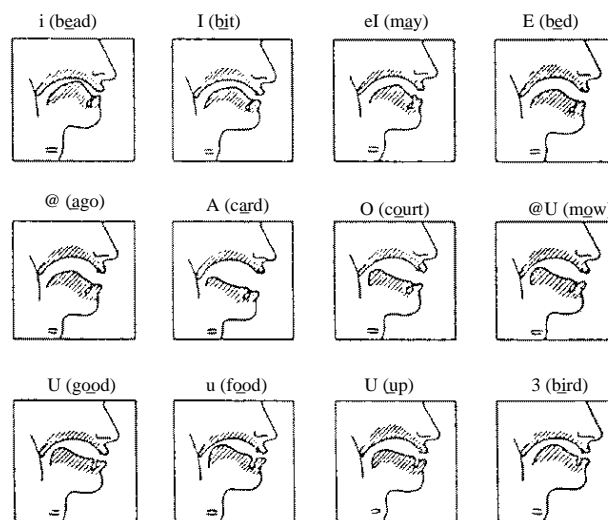 i (bead) I (bit) eI (may) E (bed)
@ (ago) A (card) O (court) @U (mow)
U (good) u (food) U (up) 3 (bird)